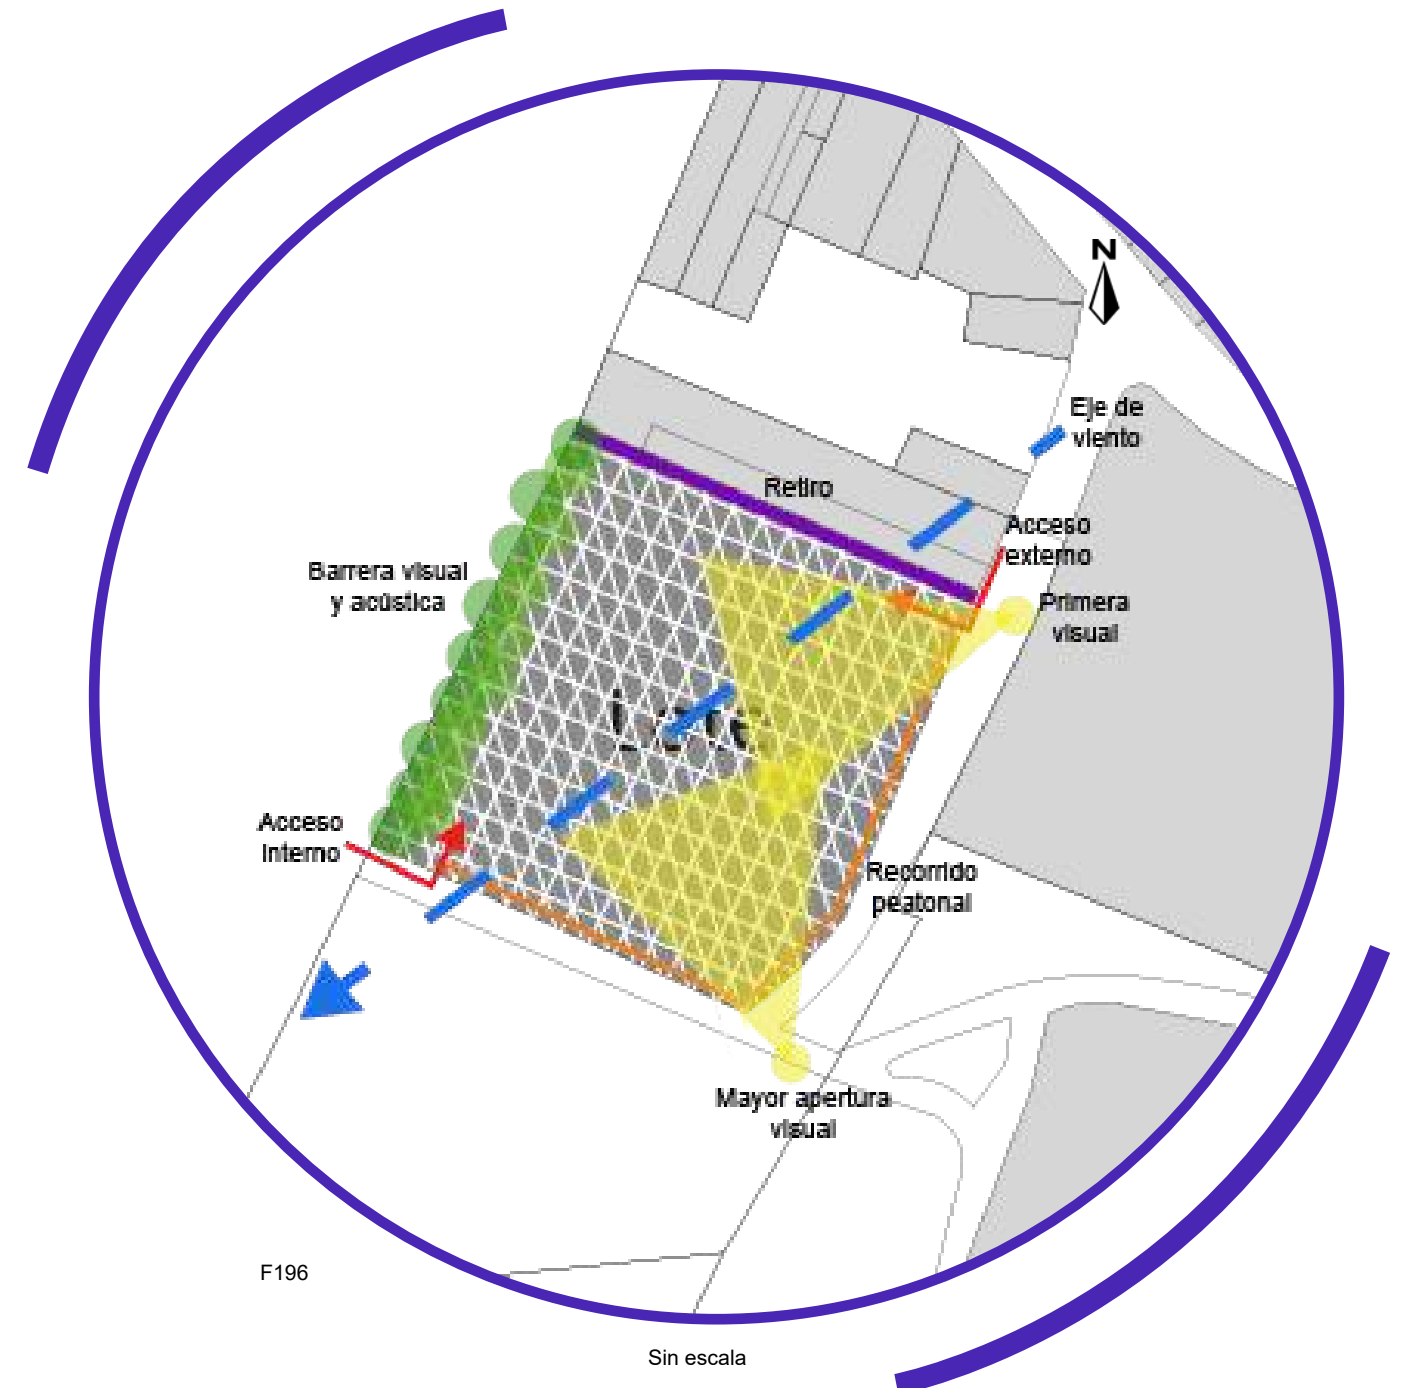 N
Eje de
viento
Retiro
Acceso
externo
Barrera visual
y acústica
Primera
visual
Lote
Acceso
interno
Recorrido
peatonal
Mayor apertura
visual
F196
Sin escala